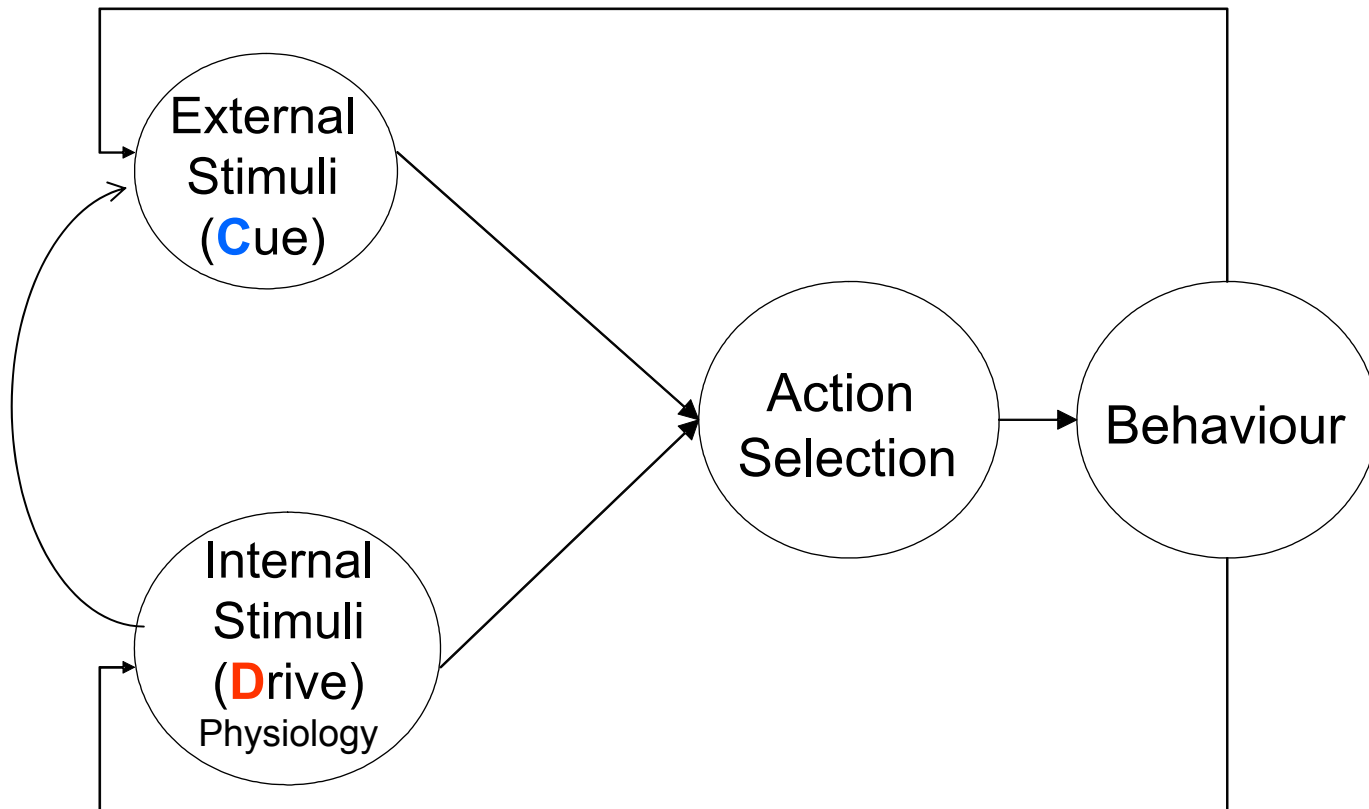 External
Stimuli
(Cue)
Action
Selection
Behaviour
Internal
Stimuli
(Drive)
Physiology